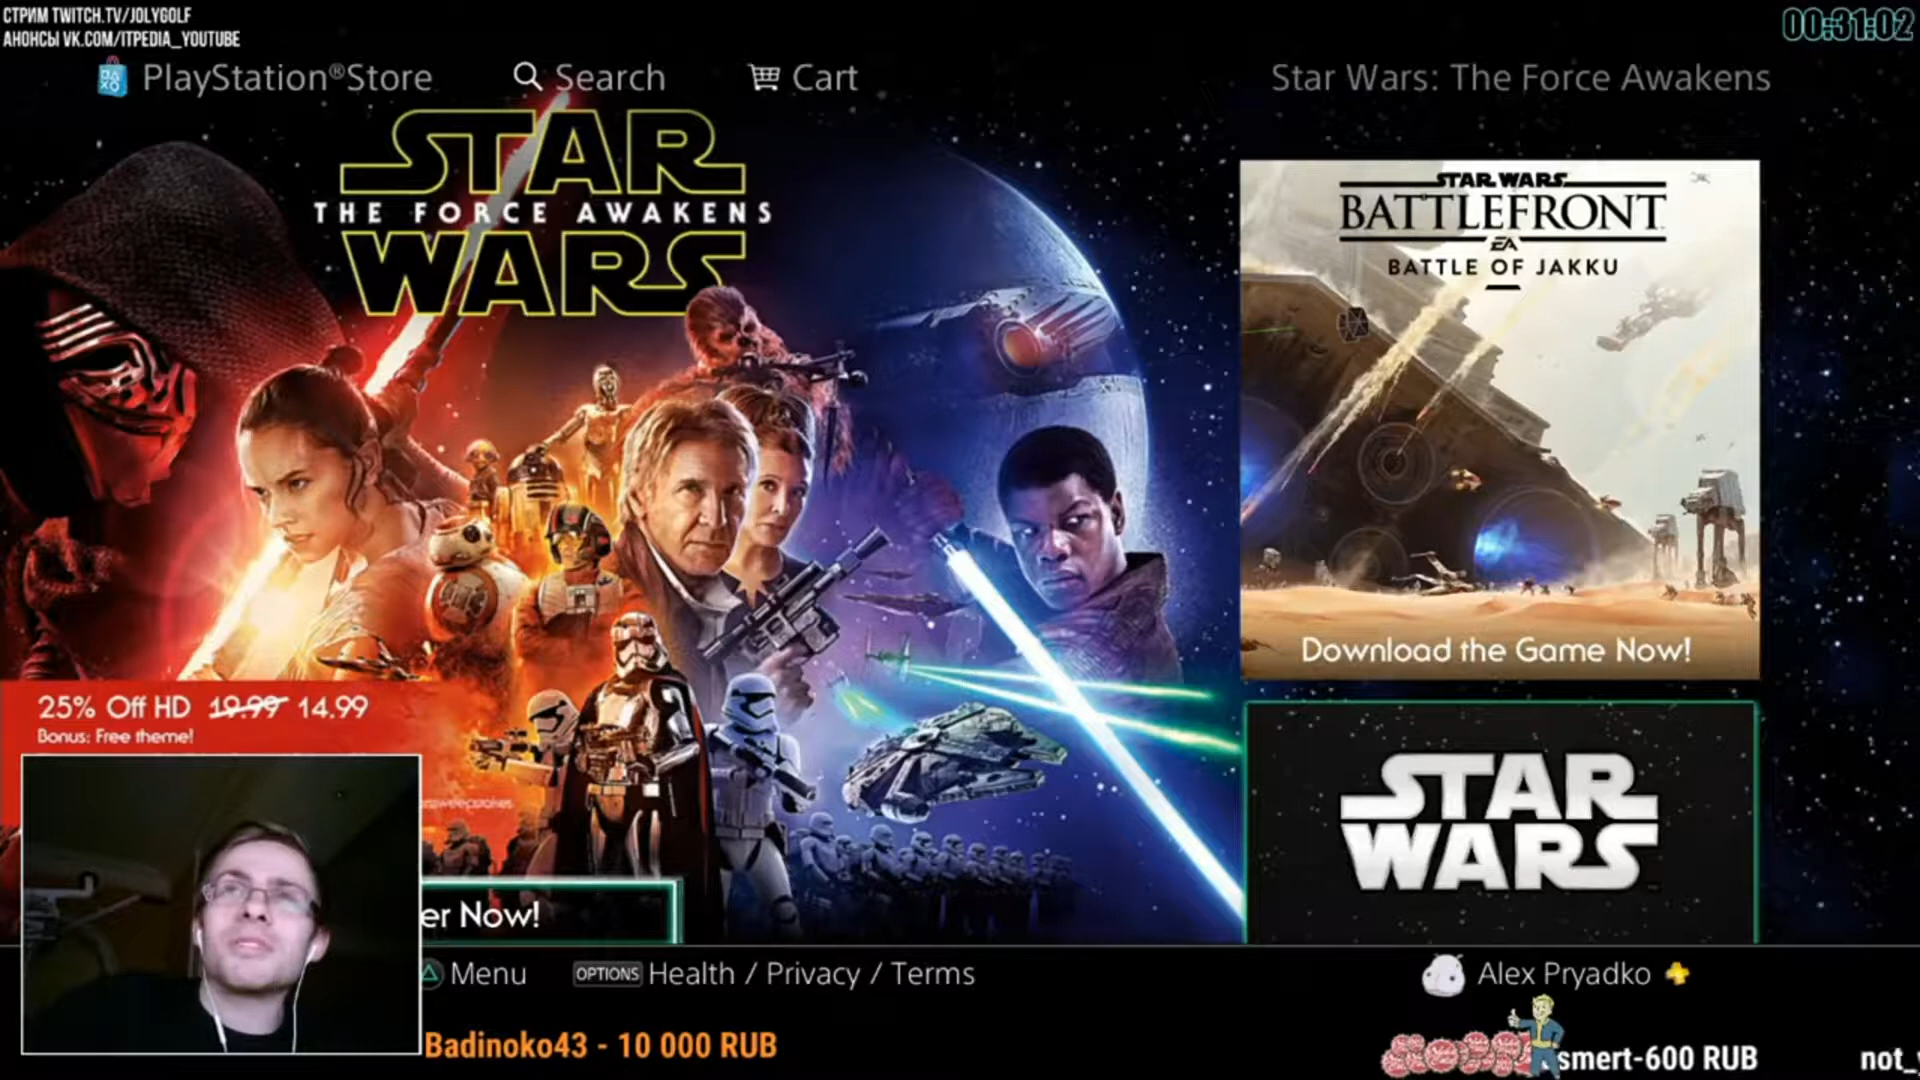 СТРИМ TWITCH.TV/JOLYGOLF
АНОНСЫ VK.COM/ITPEDIA_YOUTUBE
00:31:02
PlayStation®Store
Search
Cart
Star Wars: The Force Awakens
STAR
THE FORCE AWAKENS
WARS
STAR WARS
BATTLEFRONT
EA
BATTLE OF JAKKU
Download the Game Now!
25% Off HD 19.99 14.99
Bonus: Free theme!
STAR
WARS
er Now!
Menu
OPTIONS Health / Privacy / Terms
Alex Pryadko
Badinoko43 - 10 000 RUB
smert-600 RUB
not_